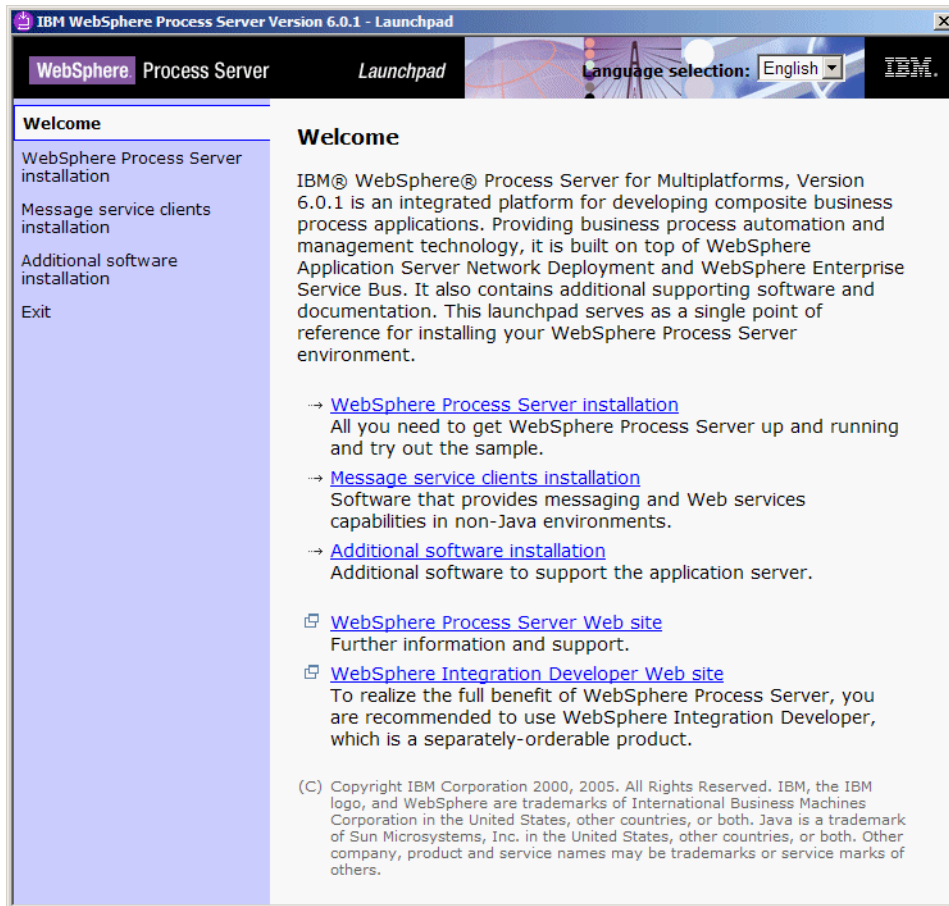 IBM WebSphere Process Server Version 6.0.1 - Launchpad
WebSphere. Process Server
Launchpad
Language selection: English
IBM.
Welcome
WebSphere Process Server
installation
Message service clients
installation
Additional software
installation
Exit
Welcome
IBM® WebSphere® Process Server for Multiplatforms, Version
6.0.1 is an integrated platform for developing composite business
process applications. Providing business process automation and
management technology, it is built on top of WebSphere
Application Server Network Deployment and WebSphere Enterprise
Service Bus. It also contains additional supporting software and
documentation. This launchpad serves as a single point of
reference for installing your WebSphere Process Server
environment.
WebSphere Process Server installation
All you need to get WebSphere Process Server up and running
and try out the sample.
Message service clients installation
Software that provides messaging and Web services
capabilities in non-Java environments.
Additional software installation
Additional software to support the application server.
WebSphere Process Server Web site
Further information and support.
WebSphere Integration Developer Web site
To realize the full benefit of WebSphere Process Server, you
are recommended to use WebSphere Integration Developer,
which is a separately-orderable product.
(C) Copyright IBM Corporation 2000, 2005. All Rights Reserved. IBM, the IBM
logo, and WebSphere are trademarks of International Business Machines
Corporation in the United States, other countries, or both. Java is a trademark
of Sun Microsystems, Inc. in the United States, other countries, or both. Other
company, product and service names may be trademarks or service marks of
others.